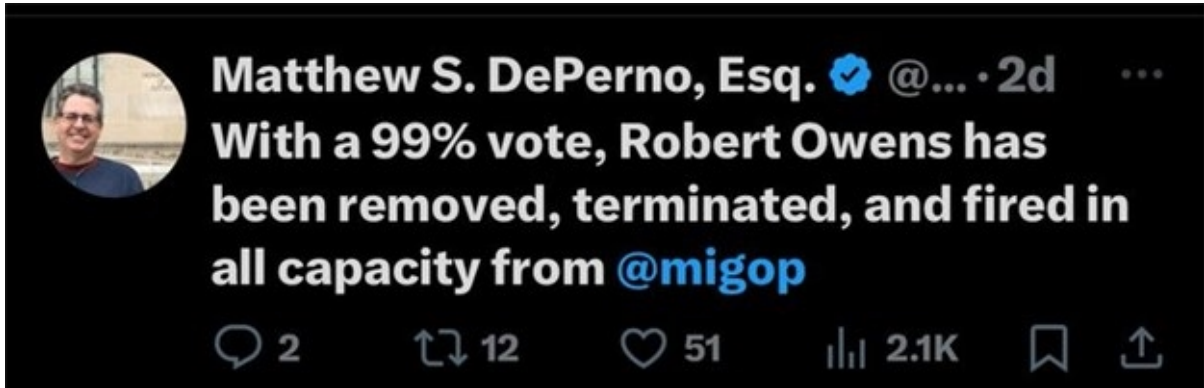 Matthew S. DePerno, Esq. @... · 2d ...
With a 99% vote, Robert Owens has
been removed, terminated, and fired in
all capacity from @migop
2 12 51 2.1K